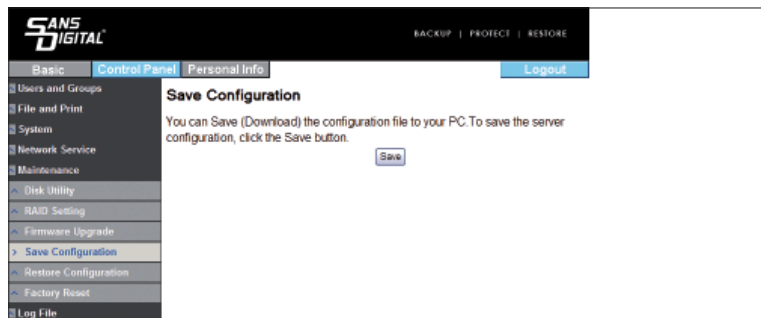 SANS
DIGITAL
BACKUP | PROTECT | RESTORE
Basic Control Panel Personal Info Logout
Users and Groups
File and Print
System
Network Service
Maintenance
Disk Utility
RAID Setting
Firmware Upgrade
Save Configuration
Restore Configuration
Factory Reset
Log File
Save Configuration
You can Save (Download) the configuration file to your PC.To save the server
configuration, click the Save button.
Save